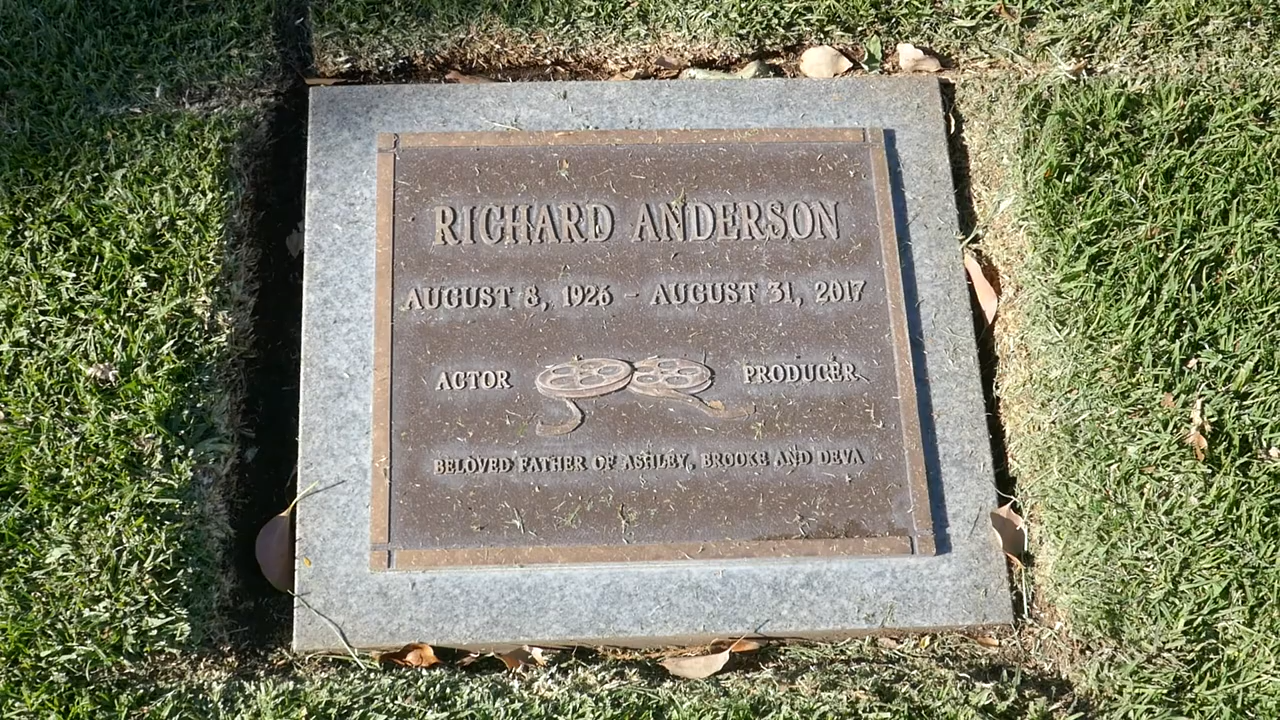 RICHARD ANDERSON
AUGUST 8, 1926 - AUGUST 31, 2017
ACTOR PRODUCER
BELOVED FATHER OF ASHLEY, BROOKE AND DEVA